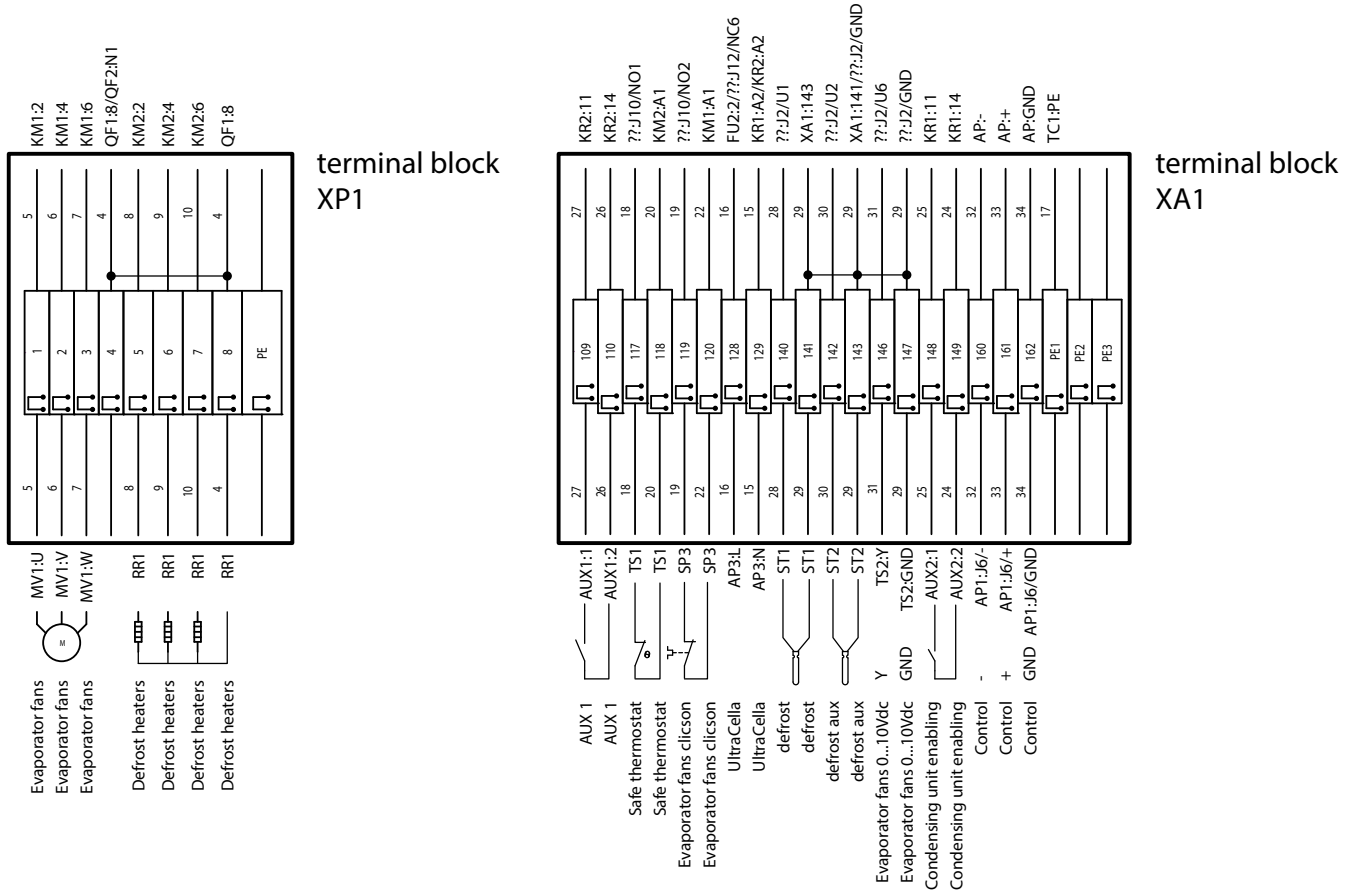 KM1:2
KM1:4
KM1:6
QF1:8/QF2:N1
KM2:2
KM2:4
KM2:6
QF1:8
terminal block
XP1
5
6
7
4
8
9
10
4
1
2
3
4
5
6
7
8
PE
5
6
7
8
9
10
4
MV1:U
MV1:V
MV1:W
RR1
RR1
RR1
RR1
M
Evaporator fans
Evaporator fans
Evaporator fans
Defrost heaters
Defrost heaters
Defrost heaters
Defrost heaters
KR2:11
KR2:14
??:J10/NO1
KM2:A1
??:J10/NO2
KM1:A1
FU2:2/??:J12/NC6
KR1:A2/KR2:A2
??:J2/U1
XA1:143
??:J2/U2
XA1:141/??:J2/GND
??:J2/U6
??:J2/GND
KR1:11
KR1:14
AP:-
AP:+
AP:GND
TC1:PE
terminal block
XA1
27
26
18
20
19
22
16
15
28
29
30
29
31
29
25
24
32
33
34
17
109
110
117
118
119
120
128
129
140
141
142
143
146
147
148
149
160
161
162
PE1
PE2
PE3
27
26
18
20
19
22
16
15
28
29
30
29
31
29
25
24
32
33
34
AUX1:1
AUX1:2
TS1
TS1
SP3
SP3
AP3:L
AP3:N
ST1
ST1
ST2
ST2
TS2:Y
TS2:GND
AUX2:1
AUX2:2
AP1:J6/-
AP1:J6/+
AP1:J6/GND
θ
Y
GND
-
+
GND
AUX 1
AUX 1
Safe thermostat
Safe thermostat
Evaporator fans clicson
Evaporator fans clicson
UltraCella
UltraCella
defrost
defrost
defrost aux
defrost aux
Evaporator fans 0...10Vdc
Evaporator fans 0...10Vdc
Condensing unit enabling
Condensing unit enabling
Control
Control
Control